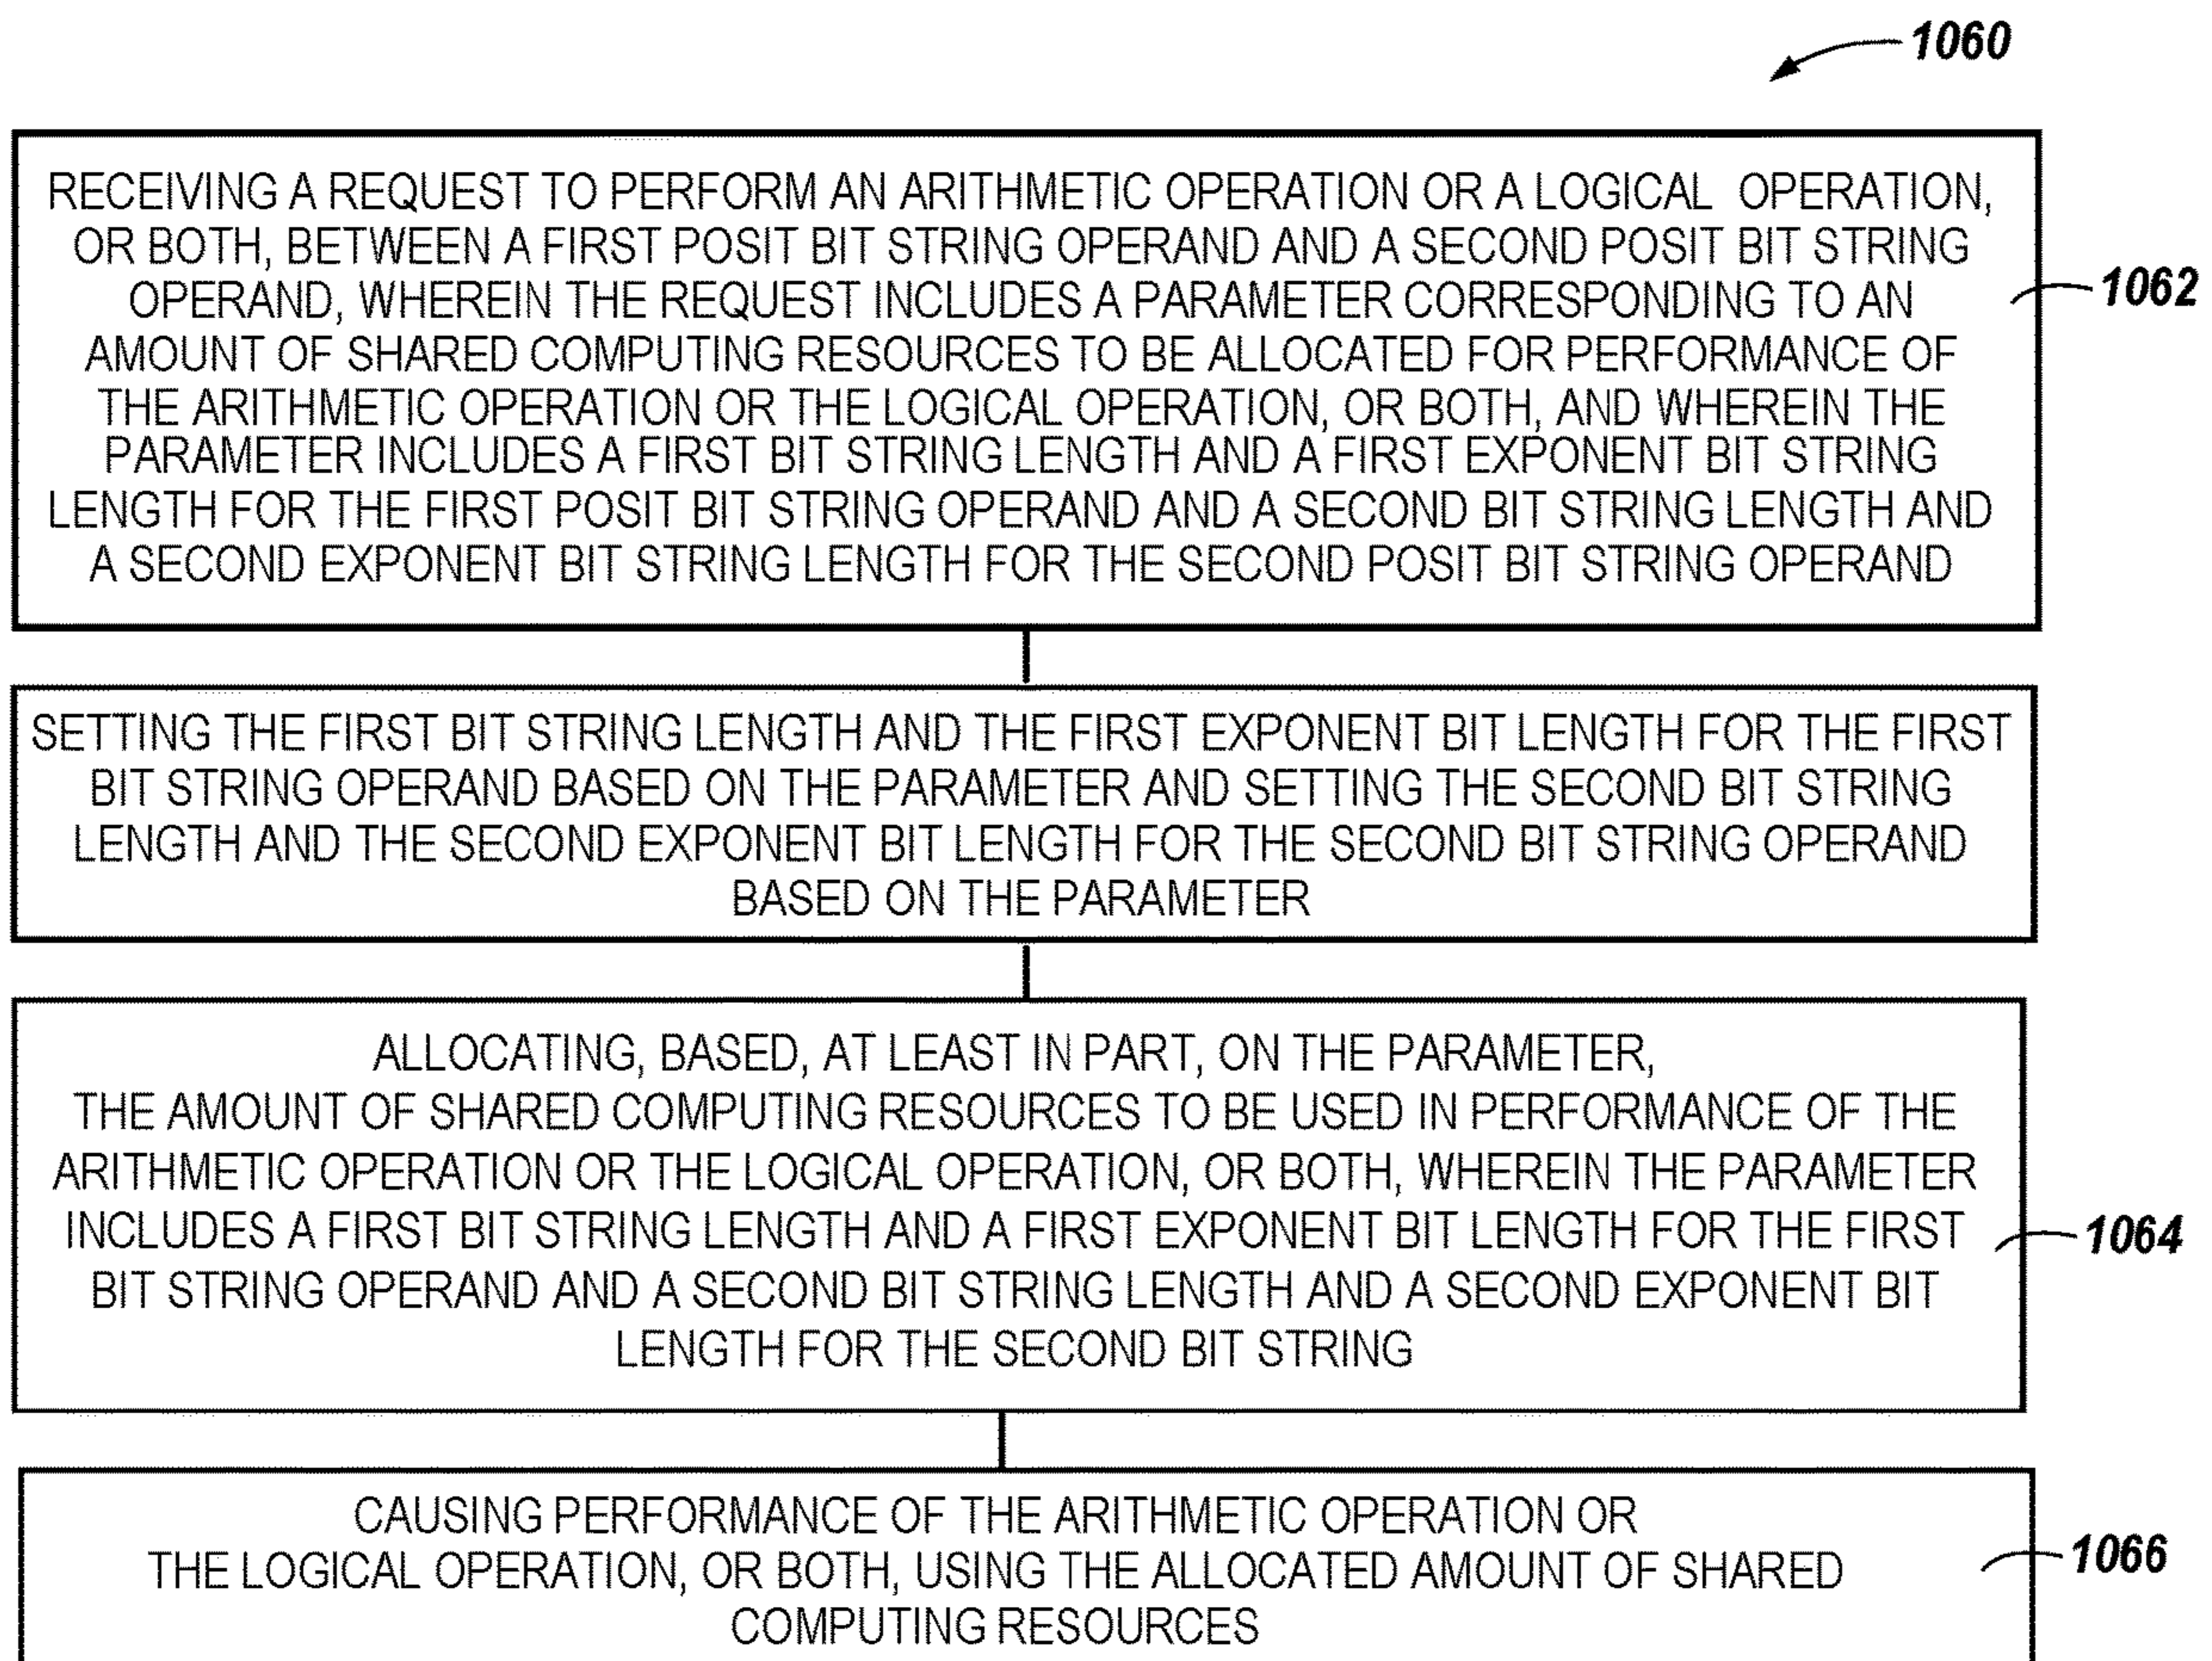 1060
RECEIVING A REQUEST TO PERFORM AN ARITHMETIC OPERATION OR A LOGICAL OPERATION,
OR BOTH, BETWEEN A FIRST POSIT BIT STRING OPERAND AND A SECOND POSIT BIT STRING
OPERAND, WHEREIN THE REQUEST INCLUDES A PARAMETER CORRESPONDING TO AN
AMOUNT OF SHARED COMPUTING RESOURCES TO BE ALLOCATED FOR PERFORMANCE OF
THE ARITHMETIC OPERATION OR THE LOGICAL OPERATION, OR BOTH, AND WHEREIN THE
PARAMETER INCLUDES A FIRST BIT STRING LENGTH AND A FIRST EXPONENT BIT STRING
LENGTH FOR THE FIRST POSIT BIT STRING OPERAND AND A SECOND BIT STRING LENGTH AND
A SECOND EXPONENT BIT STRING LENGTH FOR THE SECOND POSIT BIT STRING OPERAND
1062
SETTING THE FIRST BIT STRING LENGTH AND THE FIRST EXPONENT BIT LENGTH FOR THE FIRST
BIT STRING OPERAND BASED ON THE PARAMETER AND SETTING THE SECOND BIT STRING
LENGTH AND THE SECOND EXPONENT BIT LENGTH FOR THE SECOND BIT STRING OPERAND
BASED ON THE PARAMETER
ALLOCATING, BASED, AT LEAST IN PART, ON THE PARAMETER,
THE AMOUNT OF SHARED COMPUTING RESOURCES TO BE USED IN PERFORMANCE OF THE
ARITHMETIC OPERATION OR THE LOGICAL OPERATION, OR BOTH, WHEREIN THE PARAMETER
INCLUDES A FIRST BIT STRING LENGTH AND A FIRST EXPONENT BIT LENGTH FOR THE FIRST
BIT STRING OPERAND AND A SECOND BIT STRING LENGTH AND A SECOND EXPONENT BIT
LENGTH FOR THE SECOND BIT STRING
1064
CAUSING PERFORMANCE OF THE ARITHMETIC OPERATION OR
THE LOGICAL OPERATION, OR BOTH, USING THE ALLOCATED AMOUNT OF SHARED
COMPUTING RESOURCES
1066